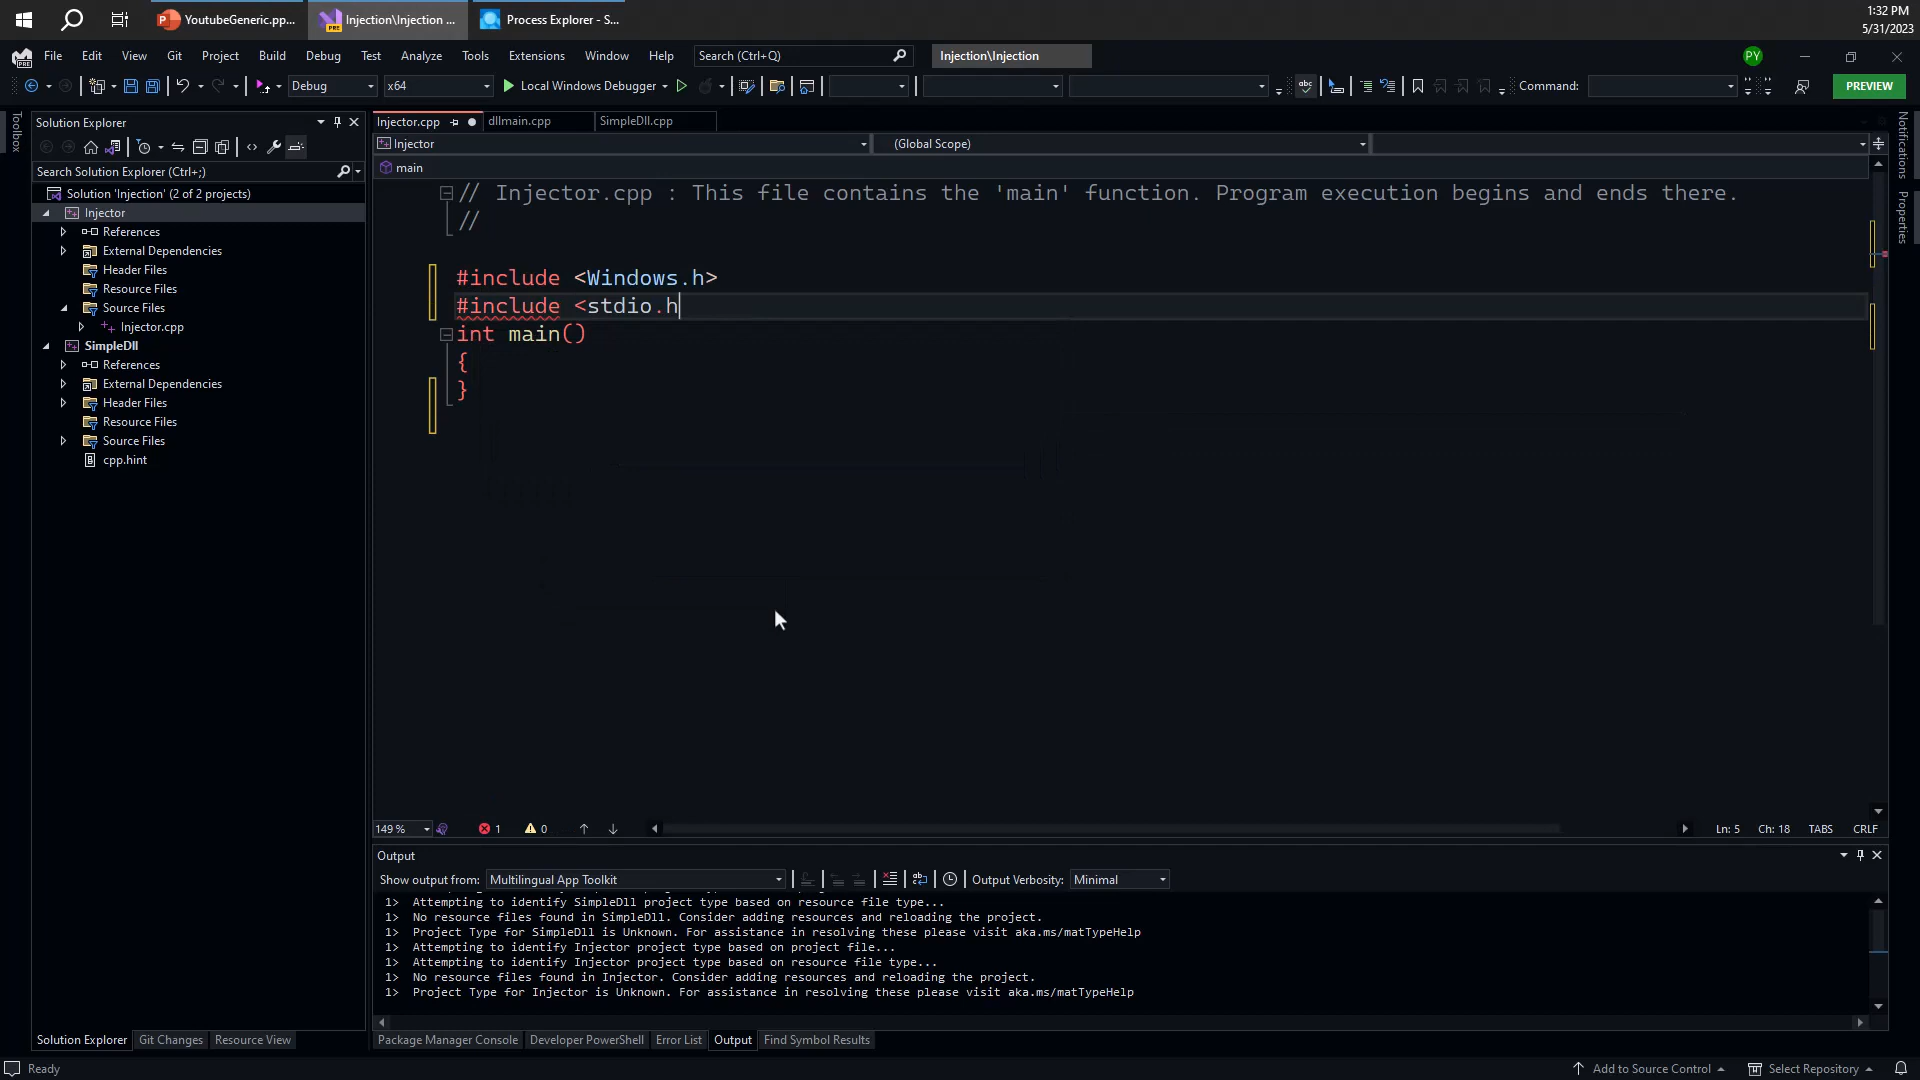 YoutubeGeneric.pp...
Injection\Injection ...
Process Explorer - S...
1:32 PM
5/31/2023
File Edit View Git Project Build Debug Test Analyze Tools Extensions Window Help
Search (Ctrl+Q)
Injection\Injection
PY
Debug
x64
Local Windows Debugger
Command:
PREVIEW
Toolbox
Solution Explorer
Search Solution Explorer (Ctrl+;)
Solution 'Injection' (2 of 2 projects)
Injector
References
External Dependencies
Header Files
Resource Files
Source Files
Injector.cpp
SimpleDll
References
External Dependencies
Header Files
Resource Files
Source Files
cpp.hint
Solution Explorer Git Changes Resource View
Injector.cpp dllmain.cpp SimpleDll.cpp
Injector (Global Scope)
main
// Injector.cpp : This file contains the 'main' function. Program execution begins and ends there.
//
#include <Windows.h>
#include <stdio.h
int main()
{
}
149 % 1 0 Ln: 5 Ch: 18 TABS CRLF
Output
Show output from: Multilingual App Toolkit Output Verbosity: Minimal
1> Attempting to identify SimpleDll project type based on resource file type...
1> No resource files found in SimpleDll. Consider adding resources and reloading the project.
1> Project Type for SimpleDll is Unknown. For assistance in resolving these please visit aka.ms/matTypeHelp
1> Attempting to identify Injector project type based on project file...
1> Attempting to identify Injector project type based on resource file type...
1> No resource files found in Injector. Consider adding resources and reloading the project.
1> Project Type for Injector is Unknown. For assistance in resolving these please visit aka.ms/matTypeHelp
Package Manager Console Developer PowerShell Error List Output Find Symbol Results
Notifications
Properties
Ready
Add to Source Control
Select Repository